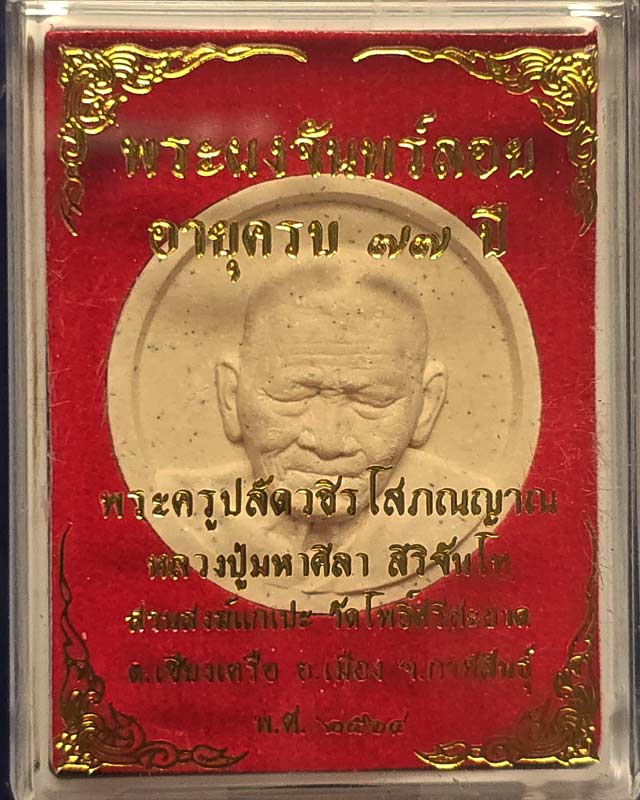 พระผงจันทร์ลอย
อายุครบ ๗๗ ปี
พระครูปลัดวชิรโสภณญาณ
หลวงปู่มหาศิลา สิริจันโท
สวนสงฆ์แกเปะ วัดโพธิ์ศรีสะอาด
ต.เชียงเครือ อ.เมือง จ.กาฬสินธุ์
พ.ศ.